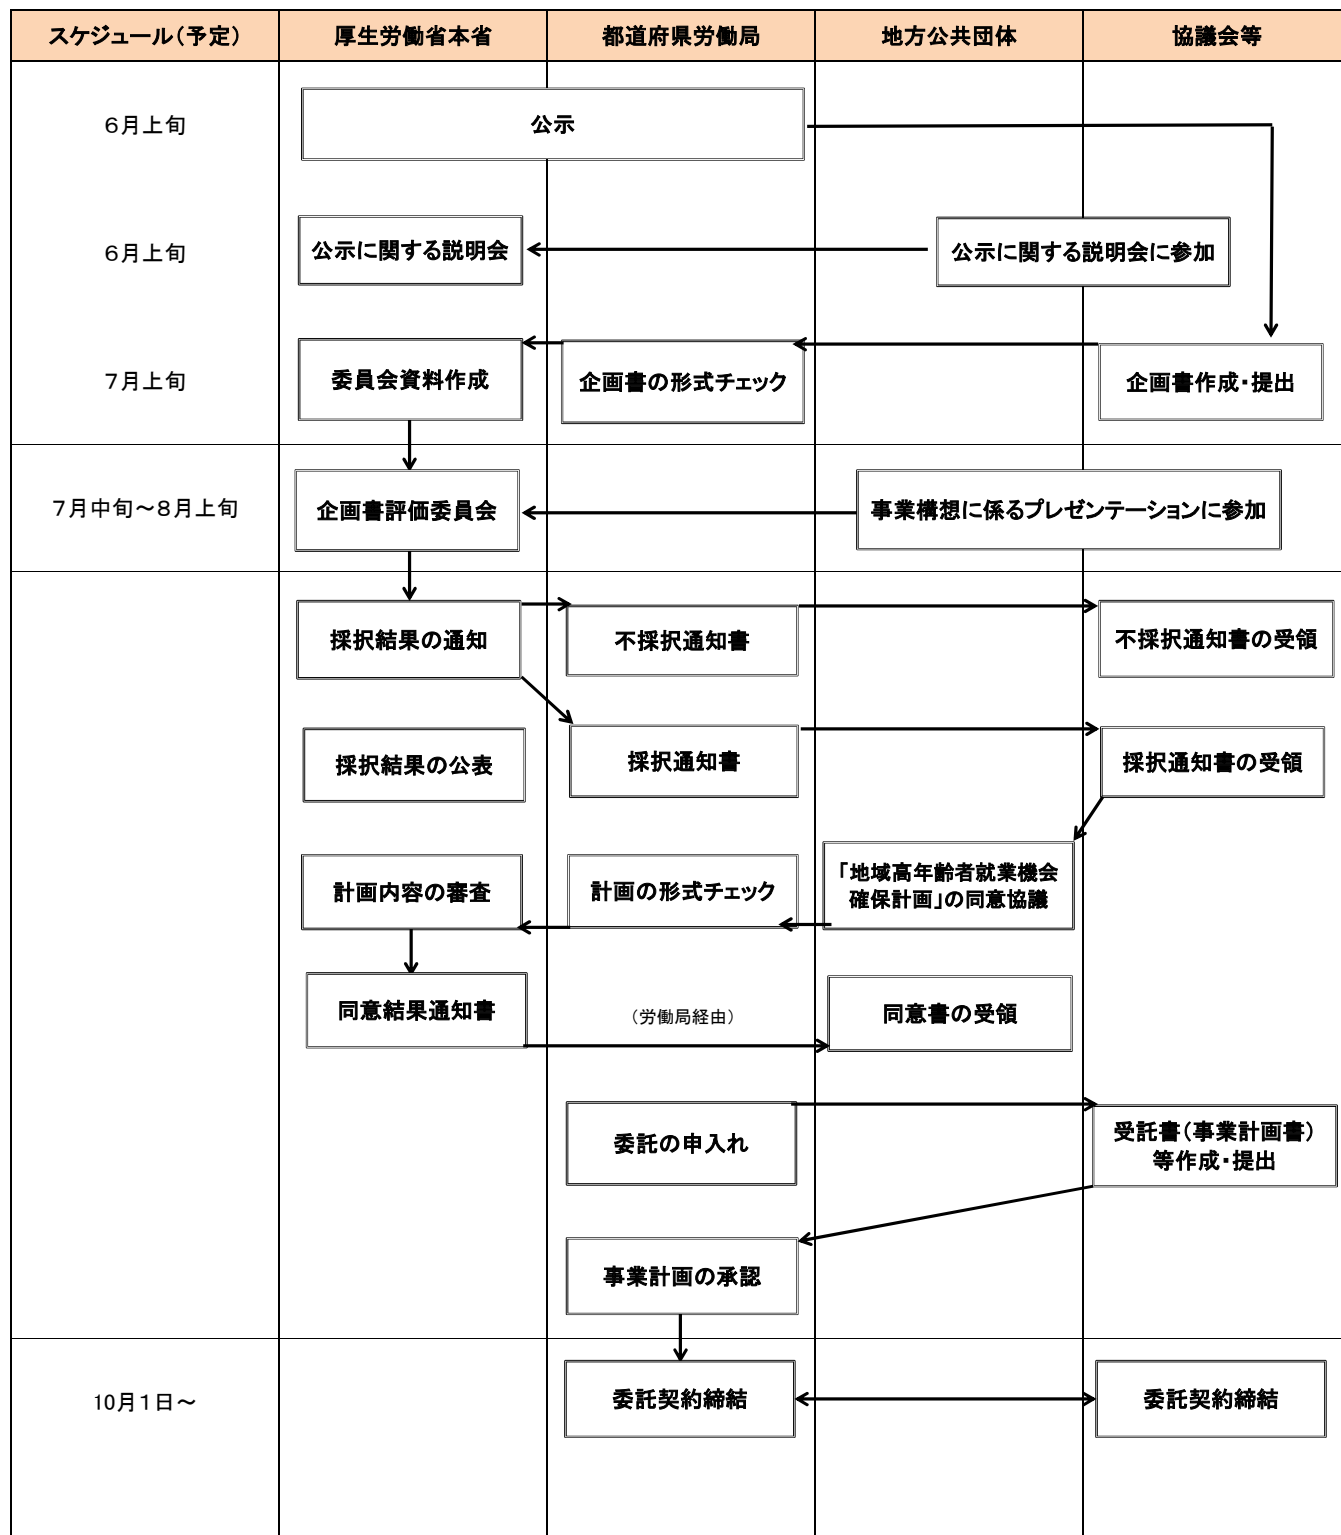 スケジュール(予定)
厚生労働省本省
都道府県労働局
地方公共団体
協議会等
６月上旬
公示
６月上旬
公示に関する説明会
公示に関する説明会に参加
７月上旬
委員会資料作成
企画書の形式チェック
企画書作成・提出
７月中旬～８月上旬
企画書評価委員会
事業構想に係るプレゼンテーションに参加
採択結果の通知
不採択通知書
不採択通知書の受領
採択結果の公表
採択通知書
採択通知書の受領
計画内容の審査
計画の形式チェック
「地域高年齢者就業機会
確保計画」の同意協議
同意結果通知書
（労働局経由）
同意書の受領
委託の申入れ
受託書（事業計画書）
等作成・提出
事業計画の承認
10月１日～
委託契約締結
委託契約締結